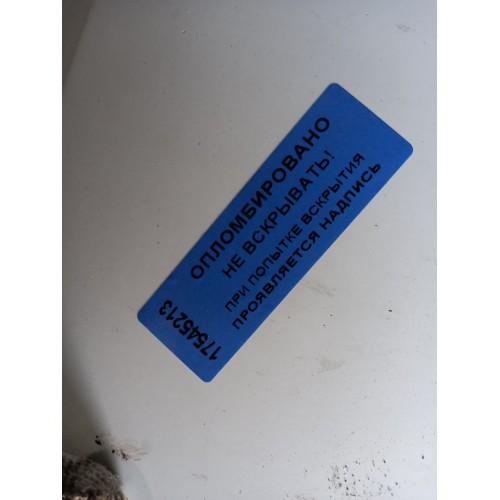 ОПЛОМБИРОВАНО
НЕ ВСКРЫВАТЬ!
ПРИ ПОПЫТКЕ ВСКРЫТИЯ
ПРОЯВЛЯЕТСЯ НАДПИСЬ
17545213